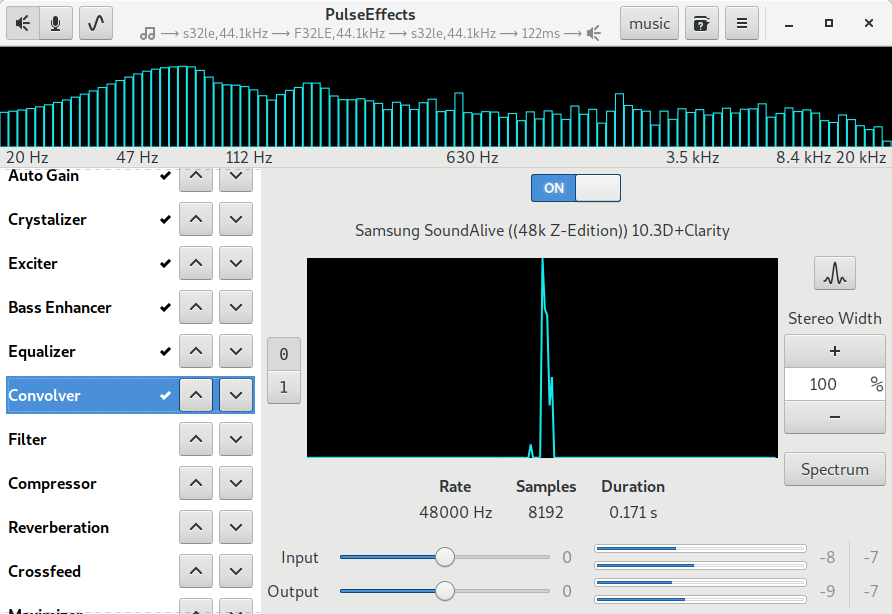 PulseEffects
s32le,44.1kHz F32LE,44.1kHz s32le,44.1kHz 122ms
music
20 Hz 47 Hz 112 Hz 630 Hz 3.5 kHz 8.4 kHz 20 kHz
Auto Gain
Crystalizer
Exciter
Bass Enhancer
Equalizer
Convolver
Filter
Compressor
Reverberation
Crossfeed
Maximizer
ON
Samsung SoundAlive ((48k Z-Edition)) 10.3D+Clarity
0
1
Stereo Width
+
100 %
−
Spectrum
Rate Samples Duration
48000 Hz 8192 0.171 s
Input 0 -8 -7
Output 0 -9 -7